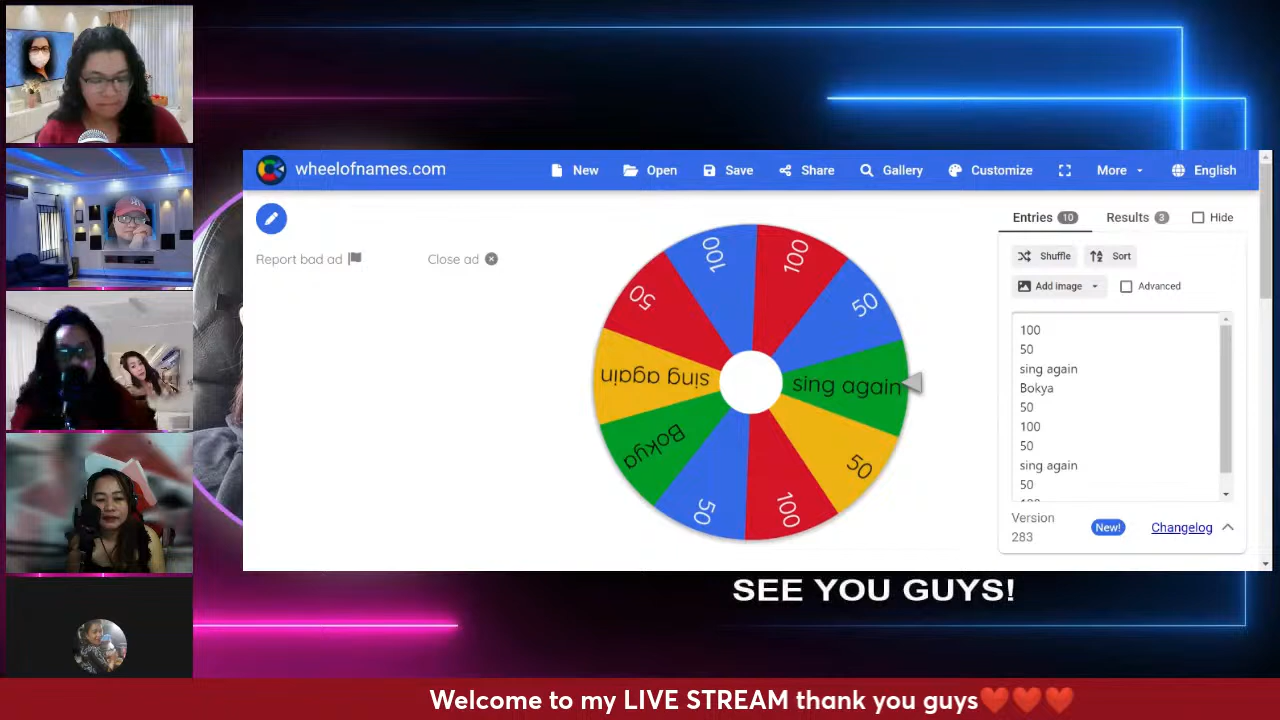 wheelofnames.com
New Open Save Share Gallery Customize More English
Report bad ad Close ad
100
100
50
50
sing again
sing again
Bokya
50
50
100
Entries 10 Results 3 Hide
Shuffle Sort
Add image Advanced
100
50
sing again
Bokya
50
100
50
sing again
50
Version
283
New! Changelog
SEE YOU GUYS!
Welcome to my LIVE STREAM thank you guys❤️❤️❤️